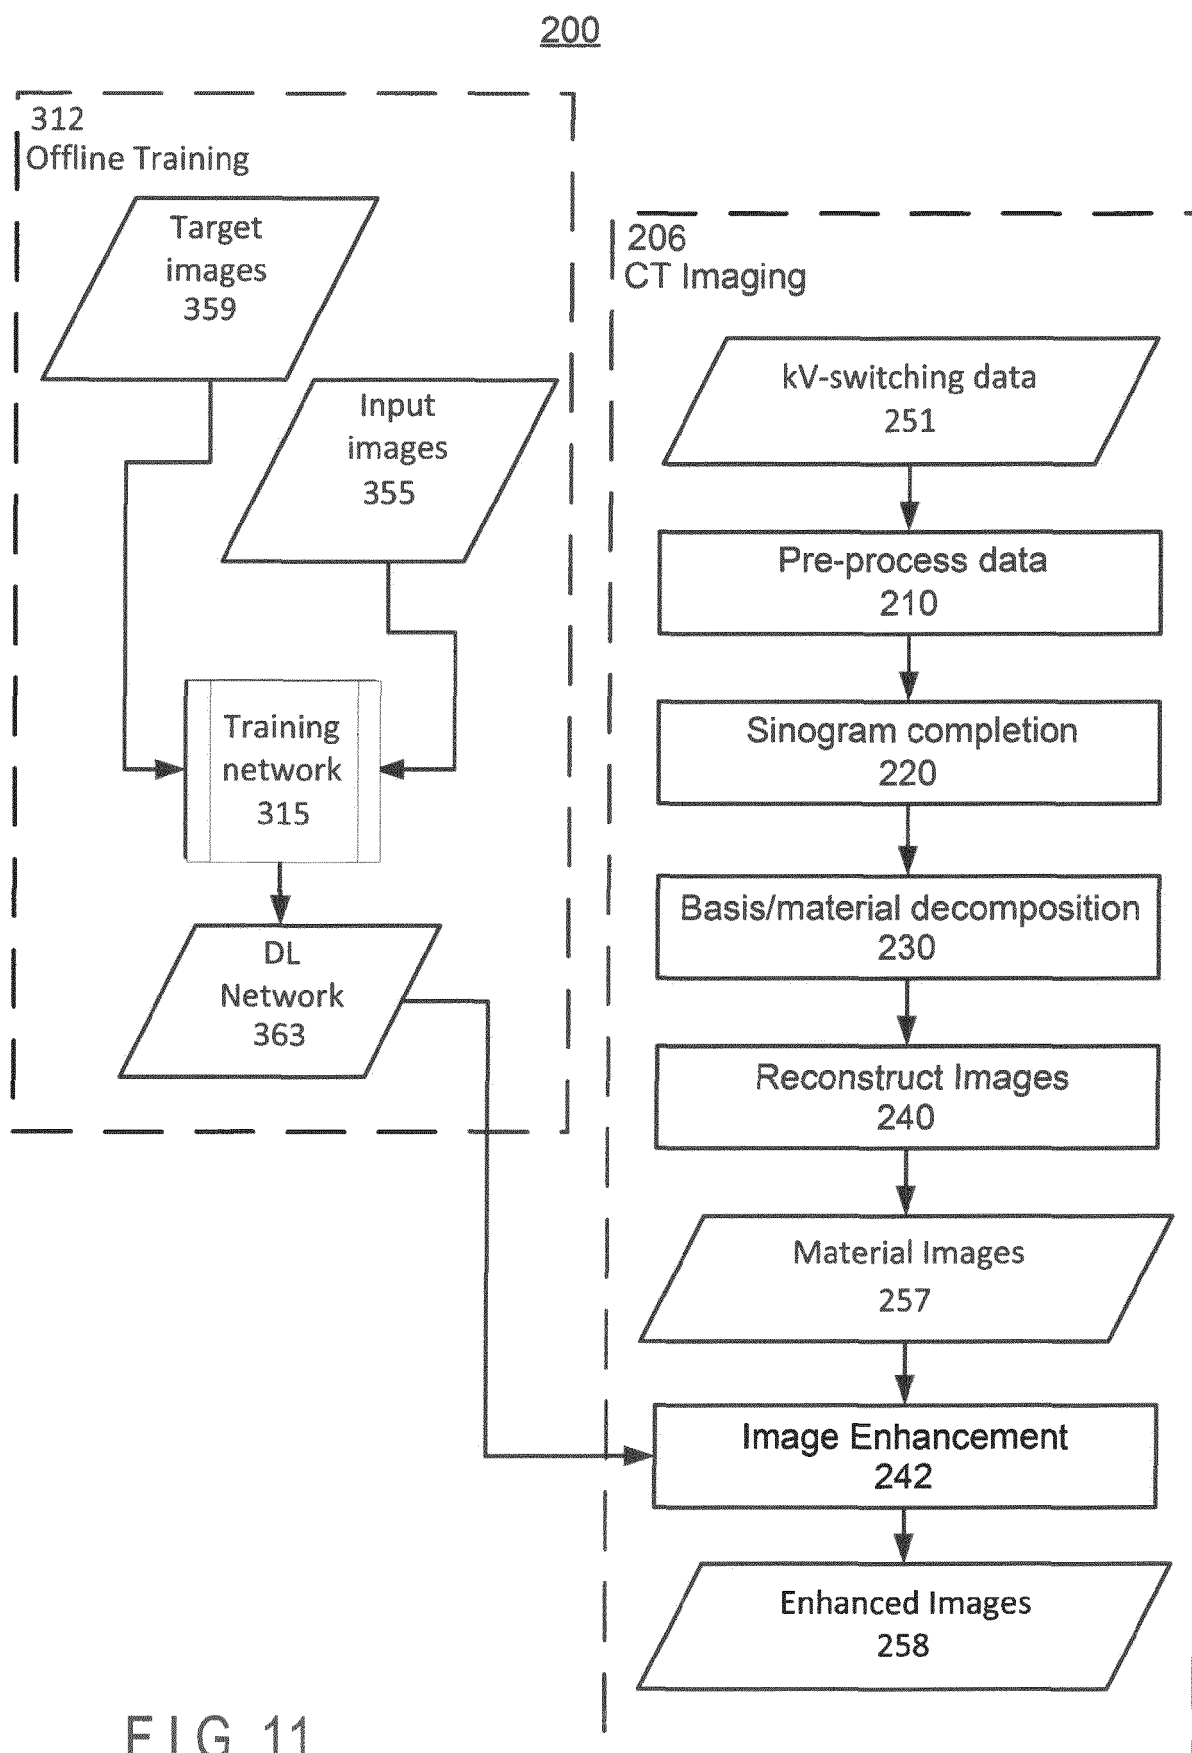 200
312
Offline Training
Target
images
359
Input
images
355
Training
network
315
DL
Network
363
206
CT Imaging
kV-switching data
251
Pre-process data
210
Sinogram completion
220
Basis/material decomposition
230
Reconstruct Images
240
Material Images
257
Image Enhancement
242
Enhanced Images
258
FIG. 11